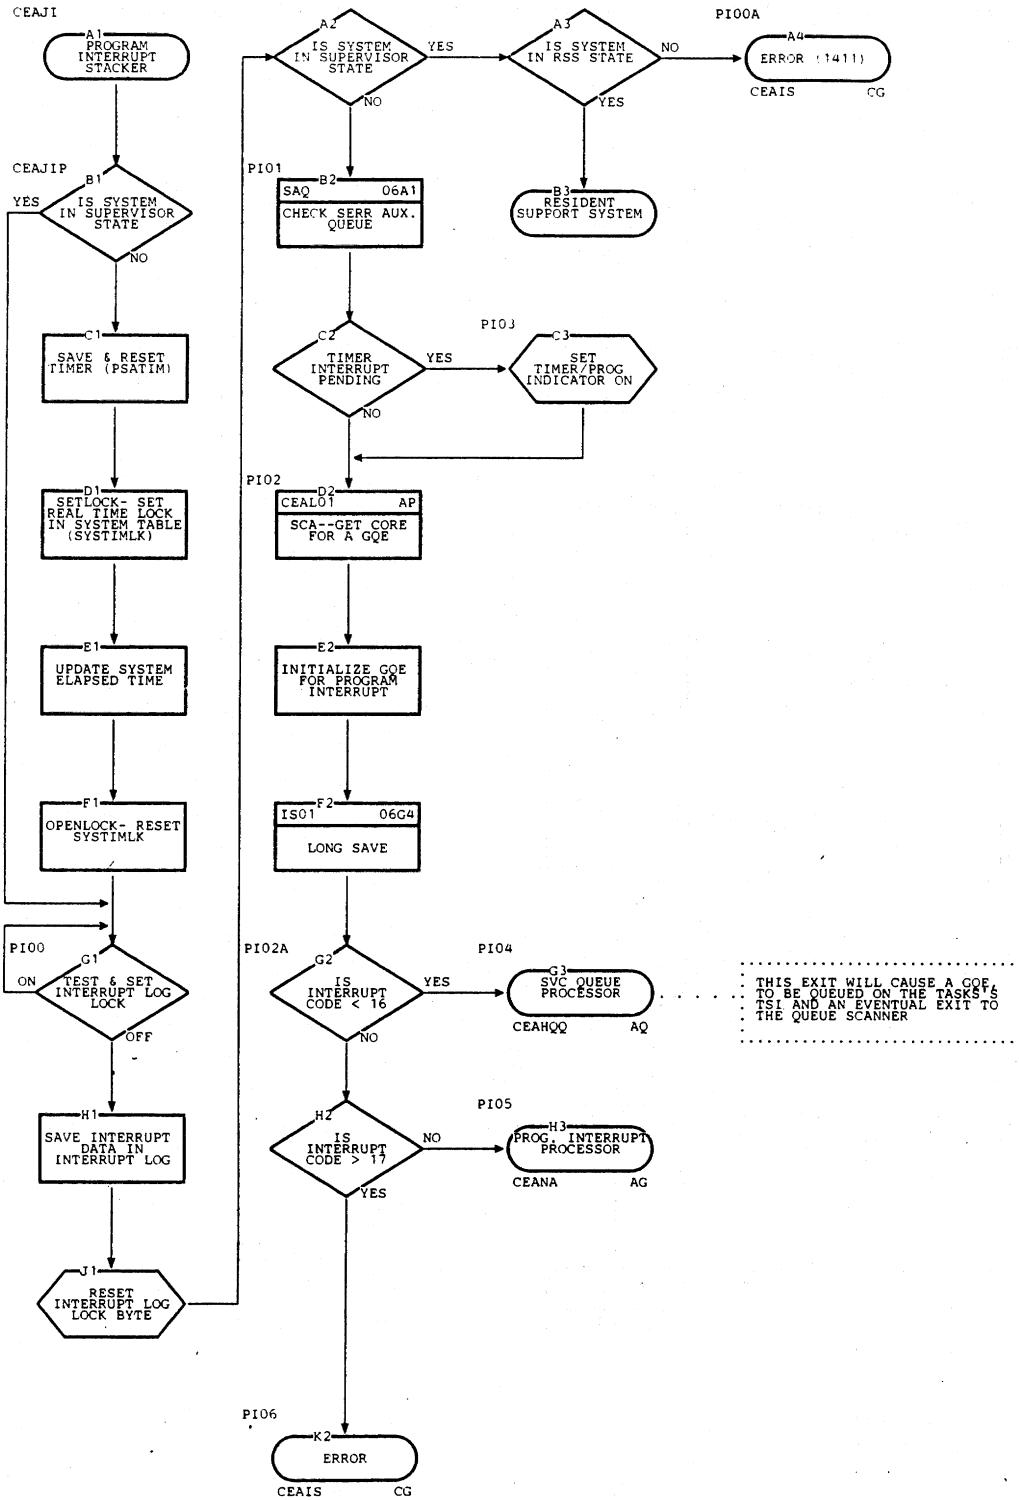 CEAJI
A1
PROGRAM
INTERRUPT
STACKER
CEAJIP
B1
YES
IS SYSTEM
IN SUPERVISOR
STATE
NO
C1
SAVE & RESET
TIMER (PSATIM)
D1
SETLOCK- SET
REAL TIME LOCK
IN SYSTEM TABLE
(SYSTIMLK)
E1
UPDATE SYSTEM
ELAPSED TIME
F1
OPENLOCK- RESET
SYSTIMLK
PI00
G1
ON
TEST & SET
INTERRUPT LOG
LOCK
OFF
H1
SAVE INTERRUPT
DATA IN
INTERRUPT LOG
J1
RESET
INTERRUPT LOG
LOCK BYTE
A2
IS SYSTEM
IN SUPERVISOR
STATE
YES
NO
PI01
B2
SAQ 06A1
CHECK SERR AUX.
QUEUE
C2
TIMER
INTERRUPT
PENDING
YES
NO
PI02
D2
CEAL01 AP
SCA--GET CORE
FOR A GQE
E2
INITIALIZE GQE
FOR PROGRAM
INTERRUPT
F2
IS01 06G4
LONG SAVE
PI02A
G2
IS
INTERRUPT
CODE < 16
YES
NO
H2
IS
INTERRUPT
CODE > 17
NO
YES
PI06
K2
ERROR
CEAIS CG
A3
IS SYSTEM
IN RSS STATE
NO
YES
B3
RESIDENT
SUPPORT SYSTEM
PI03
C3
SET
TIMER/PROG
INDICATOR ON
PI04
G3
SVC QUEUE
PROCESSOR
CEAHQQ AQ
PI05
H3
PROG. INTERRUPT
PROCESSOR
CEANA AG
PI00A
A4
ERROR (1411)
CEAIS CG
THIS EXIT WILL CAUSE A GQE,
TO BE QUEUED ON THE TASKS'S
TSI AND AN EVENTUAL EXIT TO
THE QUEUE SCANNER